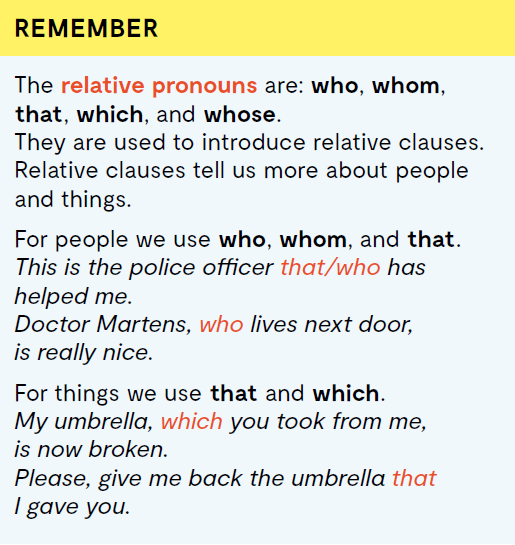 REMEMBER
The relative pronouns are: who, whom,
that, which, and whose.
They are used to introduce relative clauses.
Relative clauses tell us more about people
and things.
For people we use who, whom, and that.
This is the police officer that/who has
helped me.
Doctor Martens, who lives next door,
is really nice.
For things we use that and which.
My umbrella, which you took from me,
is now broken.
Please, give me back the umbrella that
I gave you.